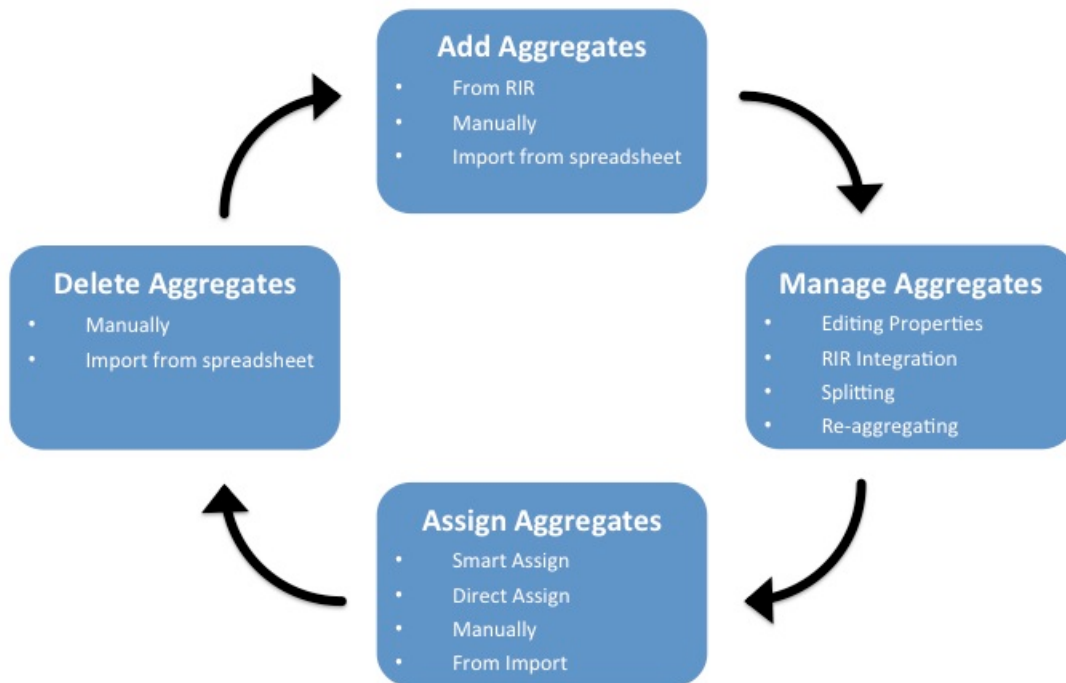 Add Aggregates
• From RIR
• Manually
• Import from spreadsheet
Manage Aggregates
• Editing Properties
• RIR Integration
• Splitting
• Re-aggregating
Assign Aggregates
• Smart Assign
• Direct Assign
• Manually
• From Import
Delete Aggregates
• Manually
• Import from spreadsheet